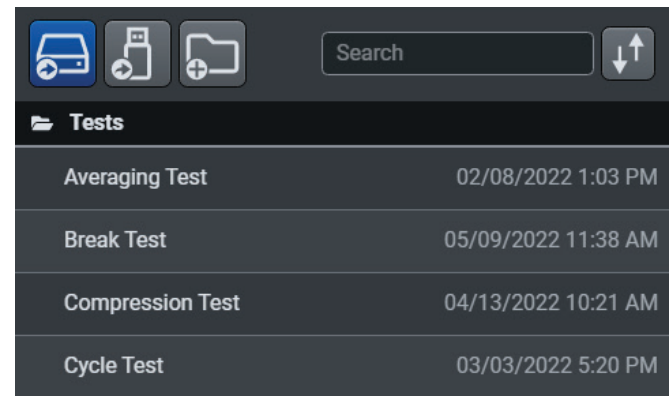 Search
Tests
Averaging Test 02/08/2022 1:03 PM
Break Test 05/09/2022 11:38 AM
Compression Test 04/13/2022 10:21 AM
Cycle Test 03/03/2022 5:20 PM